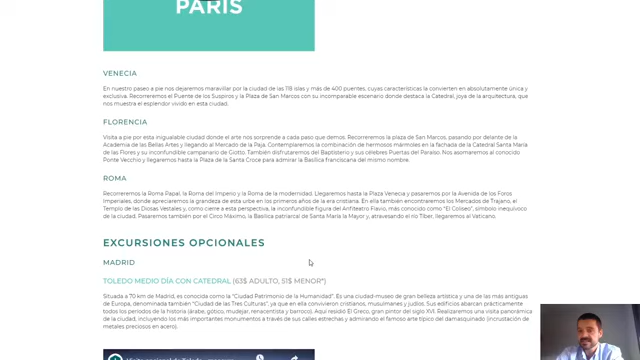 PARÍS
VENECIA
En nuestro paseo a pie nos dejaremos maravillar por la ciudad de las 118 islas y más de 400 puentes, cuyas características la convierten en absolutamente única y
exclusiva. Recorreremos el Puente de los Suspiros y la Plaza de San Marcos con su incomparable escenario donde destaca la Catedral, joya de la arquitectura, que
nos muestra el esplendor vivido en esta ciudad.
FLORENCIA
Visita a pie por esta inigualable ciudad donde el arte nos sorprende a cada paso que demos. Recorreremos la plaza de San Marcos, pasando por delante de la
Academia de las Bellas Artes y llegando al Mercado de la Paja. Contemplaremos la combinación de hermosos mármoles en la fachada de la Catedral Santa María
de las Flores y su inconfundible campanario de Giotto. También disfrutaremos del Baptisterio y sus célebres Puertas del Paraíso. Nos asomaremos al conocido
Ponte Vecchio y llegaremos hasta la Plaza de la Santa Croce para admirar la Basílica franciscana del mismo nombre.
ROMA
Recorreremos la Roma Papal, la Roma del Imperio y la Roma de la modernidad. Llegaremos hasta la Plaza Venecia y pasaremos por la Avenida de los Foros
Imperiales, donde apreciaremos la grandeza de esta urbe en los primeros años de la era cristiana. En ella también encontraremos los Mercados de Trajano, el
Templo de las Diosas Vestales y, como cierre a esta perspectiva, la inconfundible figura del Anfiteatro Flavio, más conocido como "El Coliseo", símbolo inequívoco
de la ciudad. Pasaremos también por el Circo Máximo, la Basílica patriarcal de Santa María la Mayor y, atravesando el río Tíber, llegaremos al Vaticano.
EXCURSIONES OPCIONALES
MADRID
TOLEDO MEDIO DÍA CON CATEDRAL (63$ ADULTO, 51$ MENOR*)
Situada a 70 km de Madrid, es conocida como la "Ciudad Patrimonio de la Humanidad". Es una ciudad-museo de gran belleza artística y una de las más antiguas
de Europa, denominada también "Ciudad de las Tres Culturas", ya que en ella convivieron cristianos, musulmanes y judíos. Sus edificios abarcan prácticamente
todos los periodos de la historia (árabe, gótico, mudejar, renacentista y barroco). Aquí residió El Greco, gran pintor del siglo XVI. Realizaremos una visita panorámica
de la ciudad, incluyendo los más importantes monumentos a través de sus calles estrechas y admirando el famoso arte típico del damasquinado (incrustación de
metales preciosos en acero).